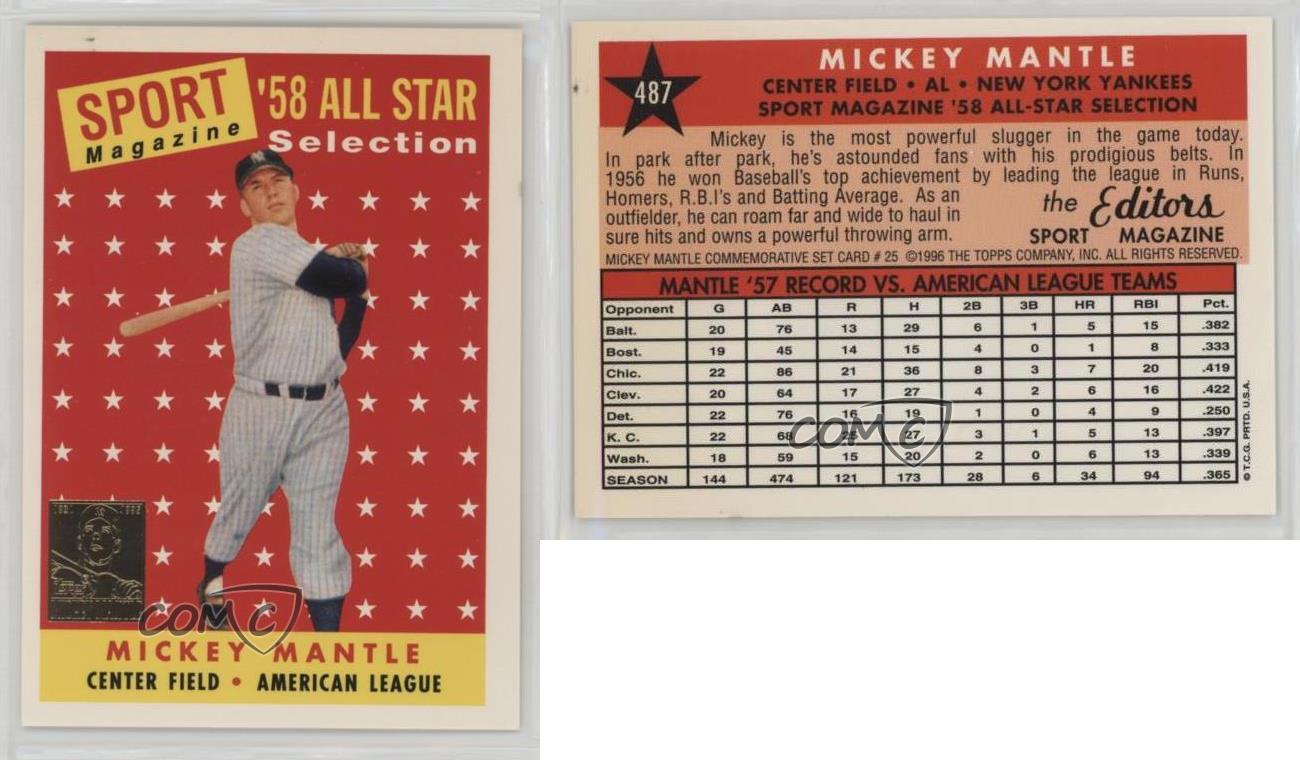 SPORT
Magazine
'58 ALL STAR
Selection
COMC
MICKEY MANTLE
CENTER FIELD • AMERICAN LEAGUE
487
MICKEY MANTLE
CENTER FIELD • AL • NEW YORK YANKEES
SPORT MAGAZINE '58 ALL-STAR SELECTION
Mickey is the most powerful slugger in the game today.
In park after park, he's astounded fans with his prodigious belts. In
1956 he won Baseball's top achievement by leading the league in Runs,
Homers, R.B.I's and Batting Average. As an
outfielder, he can roam far and wide to haul in
sure hits and owns a powerful throwing arm.
the Editors
SPORT MAGAZINE
MICKEY MANTLE COMMEMORATIVE SET CARD # 25 ©1996 THE TOPPS COMPANY, INC. ALL RIGHTS RESERVED.
MANTLE '57 RECORD VS. AMERICAN LEAGUE TEAMS
Opponent G AB R H 2B 3B HR RBI Pct.
Balt. 20 76 13 29 6 1 5 15 .382
Bost. 19 45 14 15 4 0 1 8 .333
Chic. 22 86 21 36 8 3 7 20 .419
Clev. 20 64 17 27 4 2 6 16 .422
Det. 22 76 16 19 1 0 4 9 .250
K. C. 22 68 25 27 3 1 5 13 .397
Wash. 18 59 15 20 2 0 6 13 .339
SEASON 144 474 121 173 28 6 34 94 .365
© T.C.G. PRTD. U.S.A.
COMC